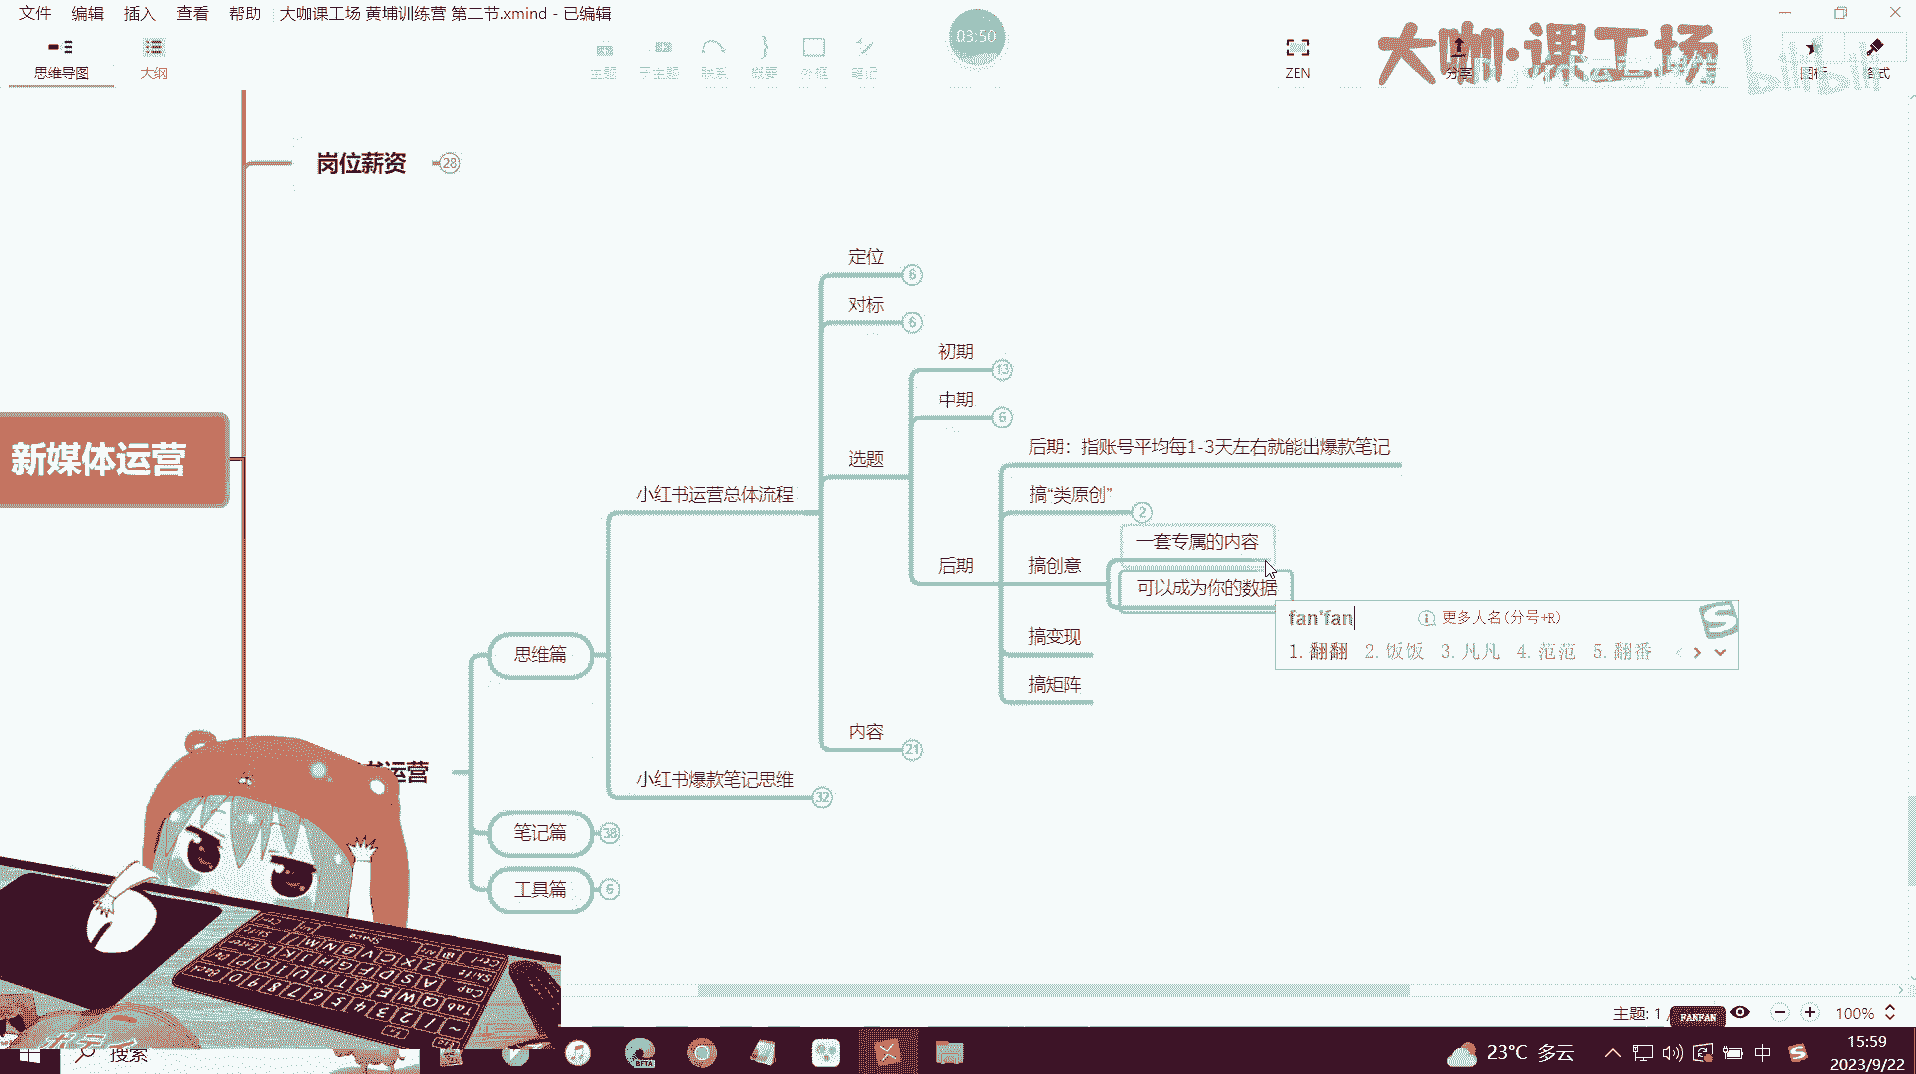 文件 编辑 插入 查看 帮助 大咖课工场 黄埔训练营 第二节.xmind - 已编辑
思维导图 大纲
主题 子主题 联系 概要 外框 笔记
03:50
ZEN
分享
格式
大咖·课工场
bilibili
岗位薪资 28
定位 6
对标 6
初期 13
中期 6
后期：指账号平均每1-3天左右就能出爆款笔记
选题
小红书运营总体流程
搞“类原创” 2
一套专属的内容
后期
搞创意
可以成为你的数据
新媒体运营
fan'fan
更多人名(分号+R)
1. 翻翻 2. 饭饭 3. 凡凡 4. 范范 5. 翻番
搞变现
思维篇
搞矩阵
内容 21
运营
小红书爆款笔记思维 32
笔记篇 38
工具篇 6
主题: 1 /
FANFAN
100%
搜索
BETA
23°C 多云
中
15:59
2023/9/22